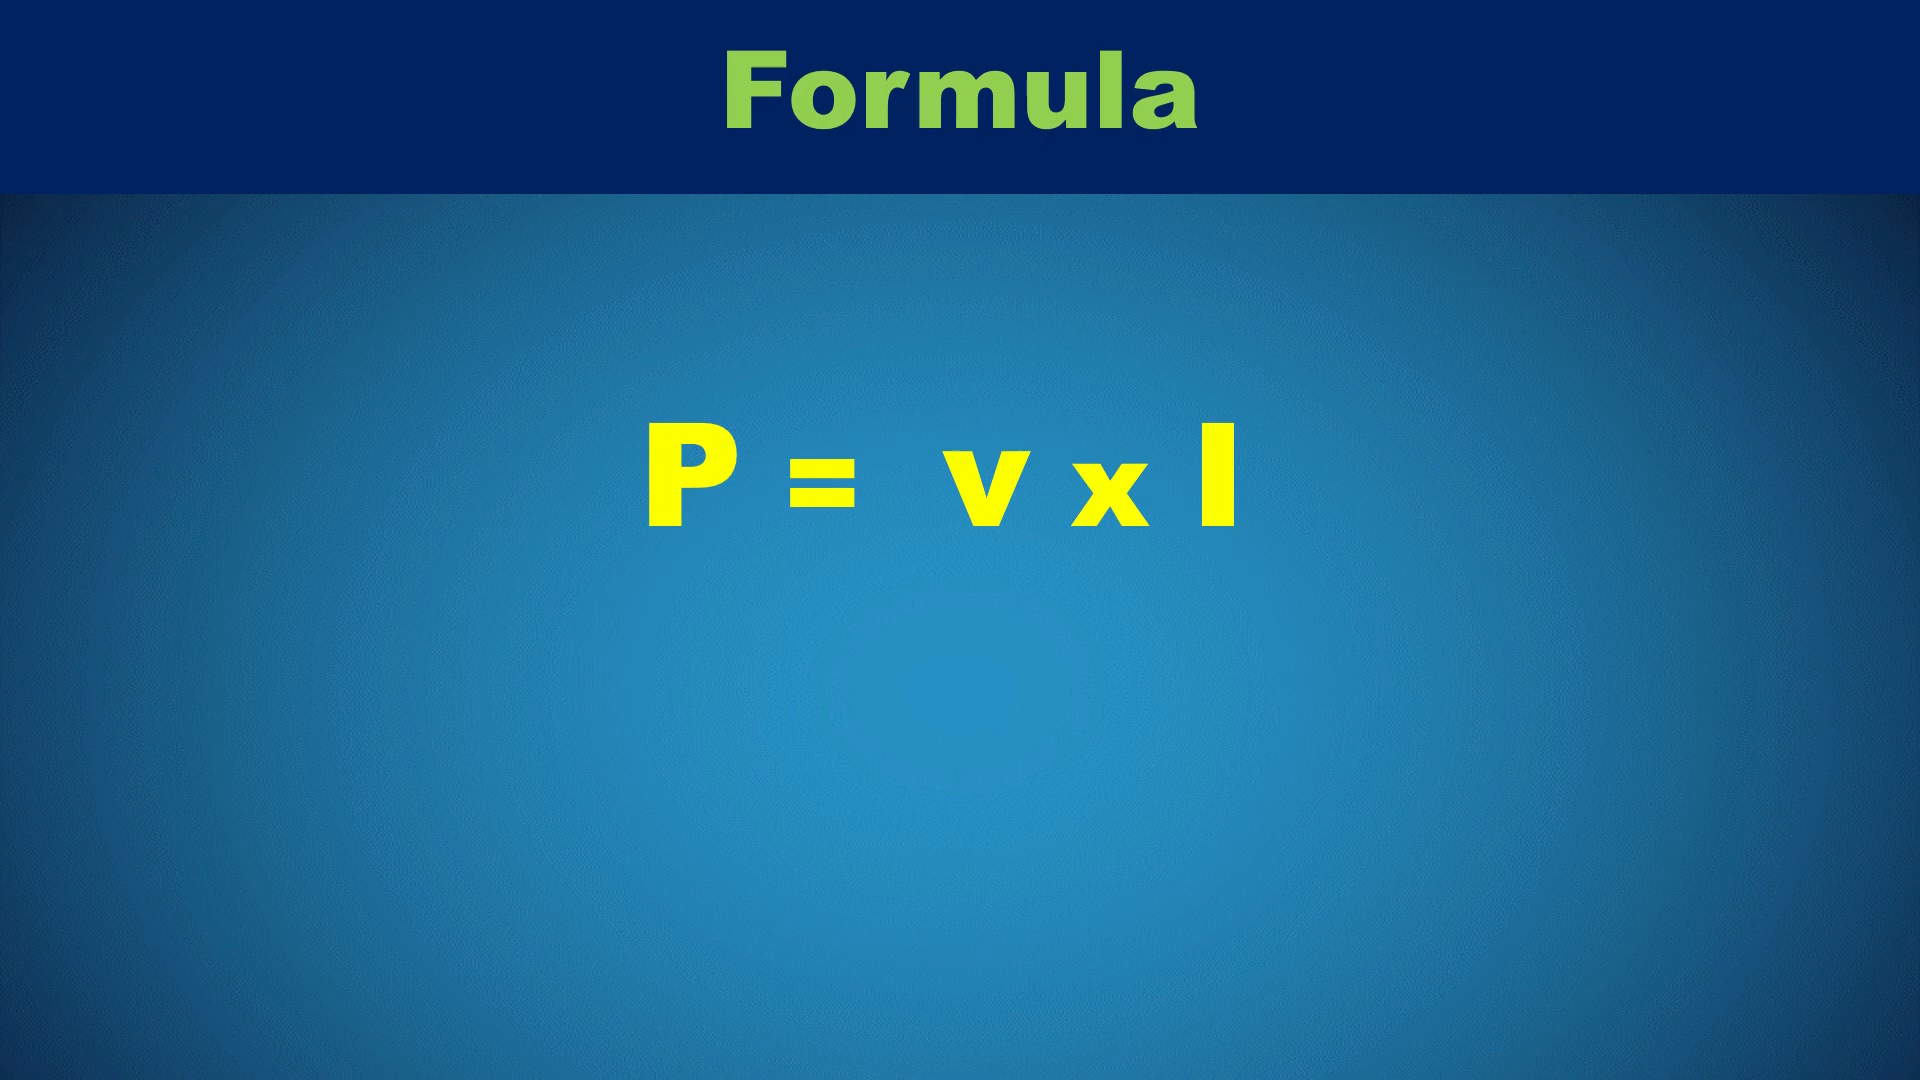 Formula
P = v x I